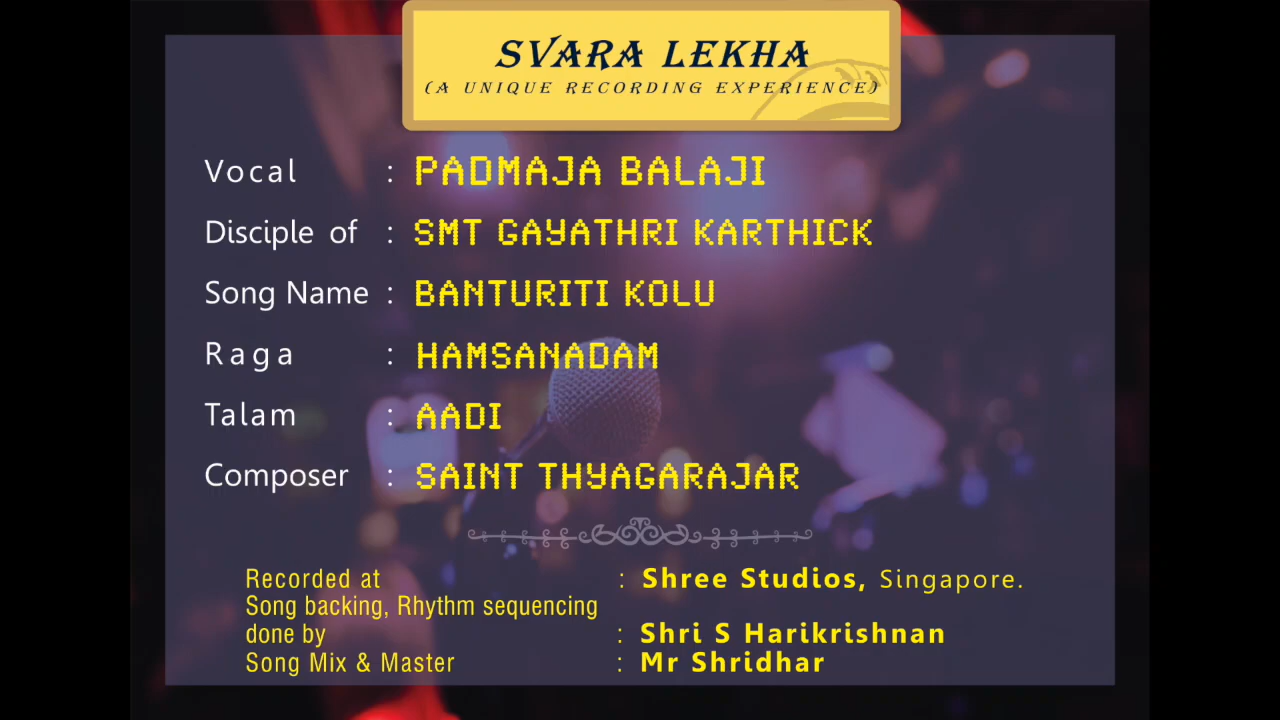 SVARA LEKHA
(A UNIQUE RECORDING EXPERIENCE)
Vocal : PADMAJA BALAJI
Disciple of : SMT GAYATHRI KARTHICK
Song Name : BANTURITI KOLU
Raga : HAMSANADAM
Talam : AADI
Composer : SAINT THYAGARAJAR
Recorded at : Shree Studios, Singapore.
Song backing, Rhythm sequencing
done by : Shri S Harikrishnan
Song Mix & Master : Mr Shridhar